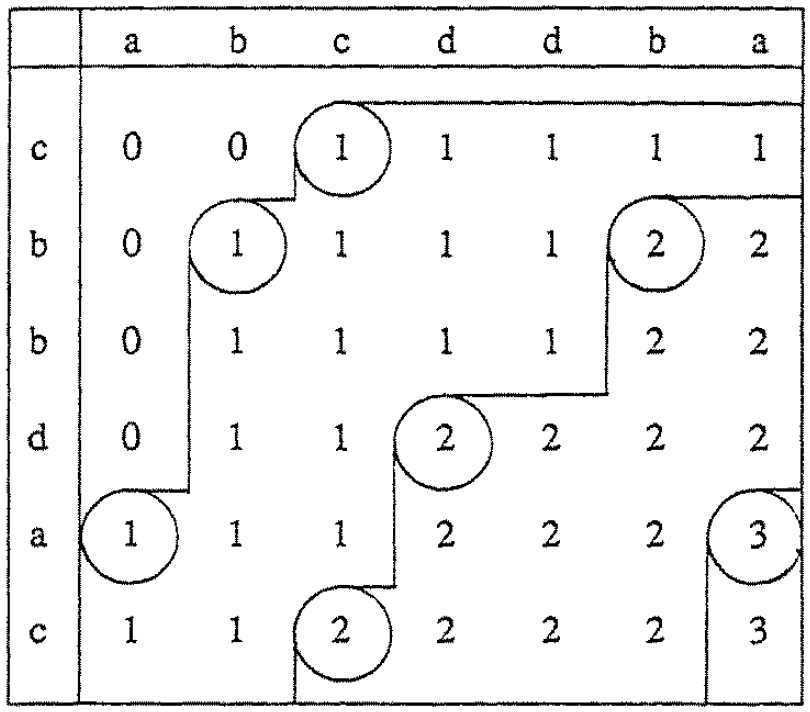 a b c d d b a
c 0 0 1 1 1 1 1
b 0 1 1 1 1 2 2
b 0 1 1 1 1 2 2
d 0 1 1 2 2 2 2
a 1 1 1 2 2 2 3
c 1 1 2 2 2 2 3